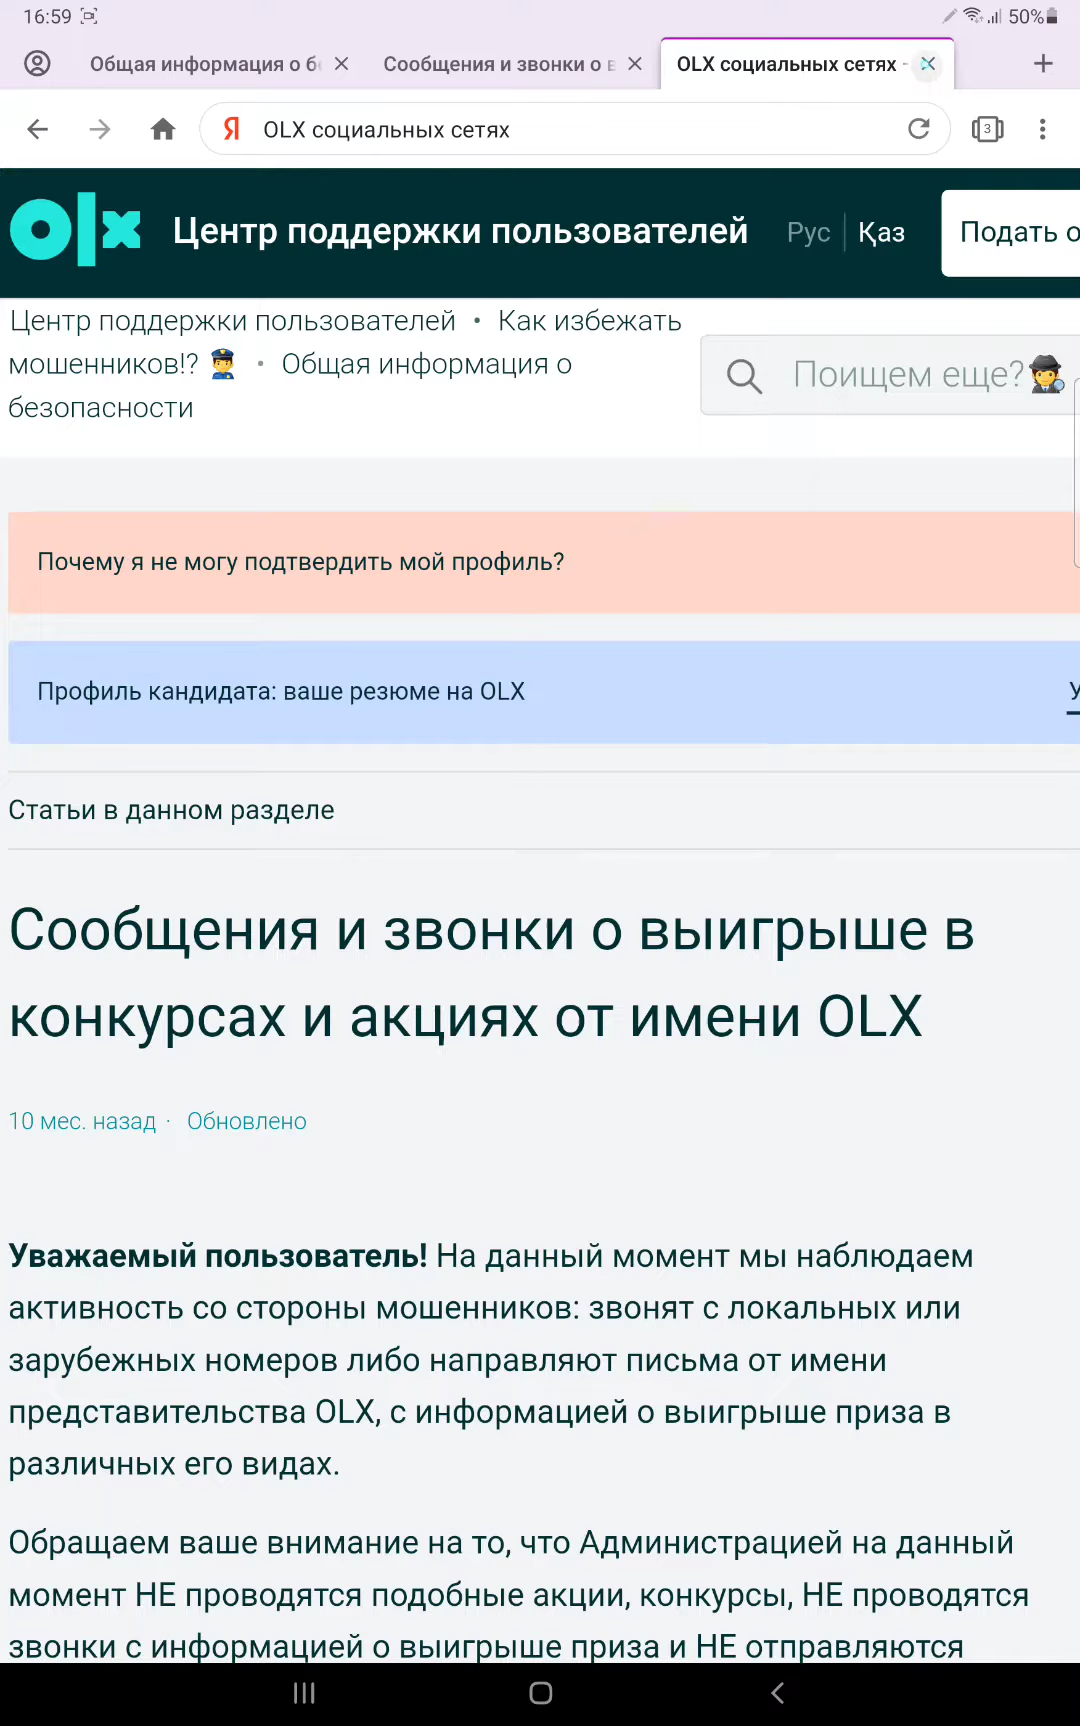 16:59
50%
Общая информация о б
Сообщения и звонки о в
OLX социальных сетях -
Я OLX социальных сетях
3
olx Центр поддержки пользователей Рус Қаз Подать о
Центр поддержки пользователей • Как избежать
мошенников!? • Общая информация о
безопасности
Поищем еще?
Почему я не могу подтвердить мой профиль?
Профиль кандидата: ваше резюме на OLX
У
Статьи в данном разделе
Сообщения и звонки о выигрыше в
конкурсах и акциях от имени OLX
10 мес. назад · Обновлено
Уважаемый пользователь! На данный момент мы наблюдаем
активность со стороны мошенников: звонят с локальных или
зарубежных номеров либо направляют письма от имени
представительства OLX, с информацией о выигрыше приза в
различных его видах.
Обращаем ваше внимание на то, что Администрацией на данный
момент НЕ проводятся подобные акции, конкурсы, НЕ проводятся
звонки с информацией о выигрыше приза и НЕ отправляются